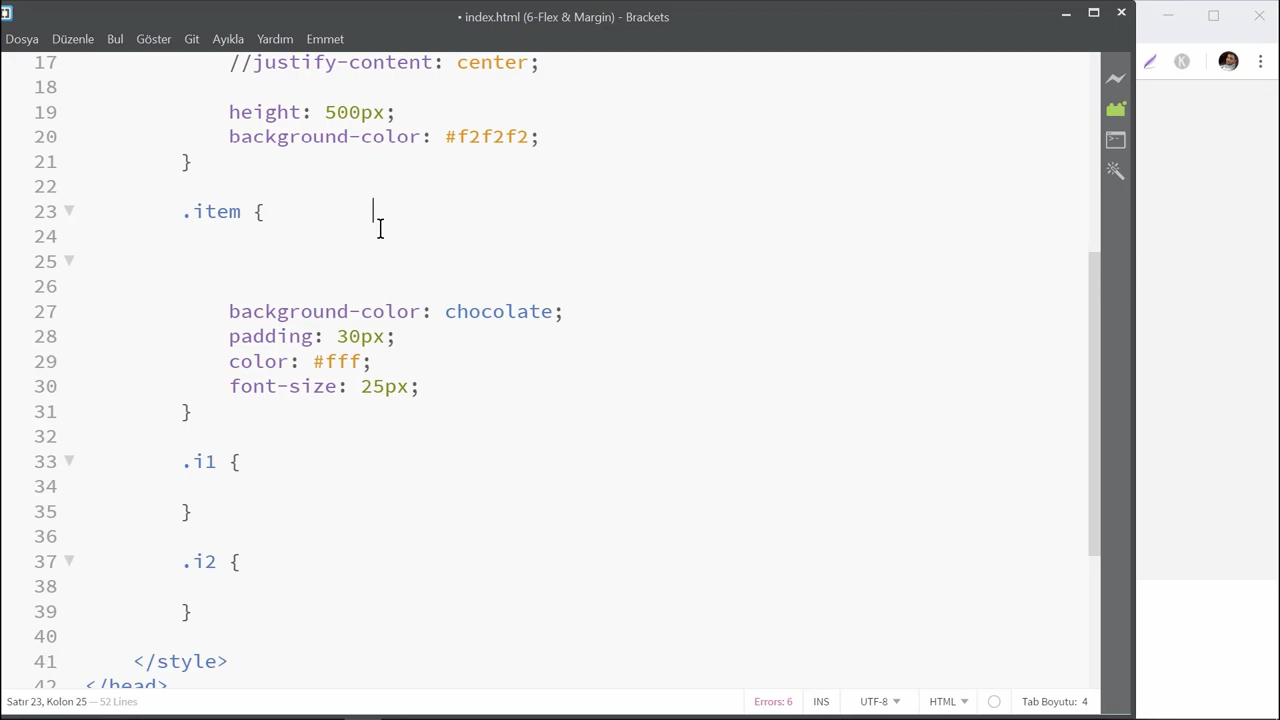 • index.html (6-Flex & Margin) - Brackets
Dosya Düzenle Bul Göster Git Ayıkla Yardım Emmet
17 //justify-content: center;
18
19 height: 500px;
20 background-color: #f2f2f2;
21 }
22
23 .item {
24
25
26
27 background-color: chocolate;
28 padding: 30px;
29 color: #fff;
30 font-size: 25px;
31 }
32
33 .i1 {
34
35 }
36
37 .i2 {
38
39 }
40
41 </style>
42 </head>
Satır 23, Kolon 25 — 52 Lines Errors: 6 INS UTF-8 HTML Tab Boyutu: 4
K